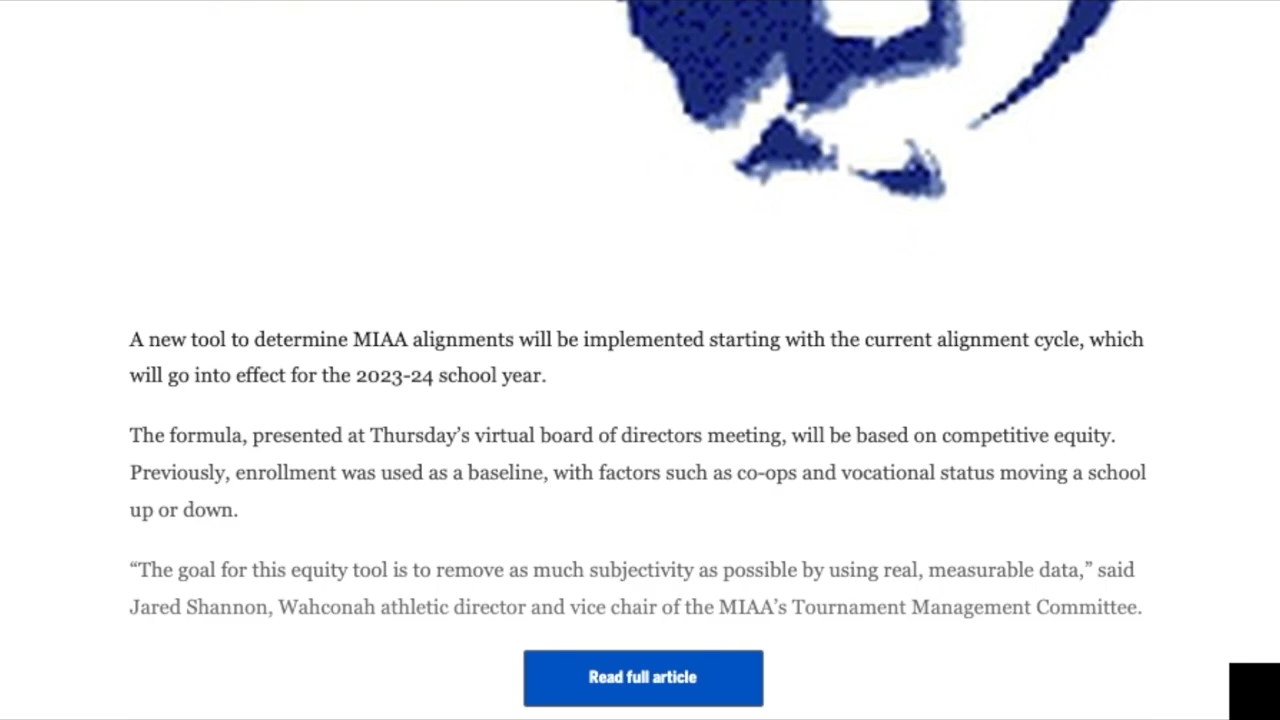 A new tool to determine MIAA alignments will be implemented starting with the current alignment cycle, which
will go into effect for the 2023-24 school year.
The formula, presented at Thursday’s virtual board of directors meeting, will be based on competitive equity.
Previously, enrollment was used as a baseline, with factors such as co-ops and vocational status moving a school
up or down.
“The goal for this equity tool is to remove as much subjectivity as possible by using real, measurable data,” said
Jared Shannon, Wahconah athletic director and vice chair of the MIAA’s Tournament Management Committee.
Read full article